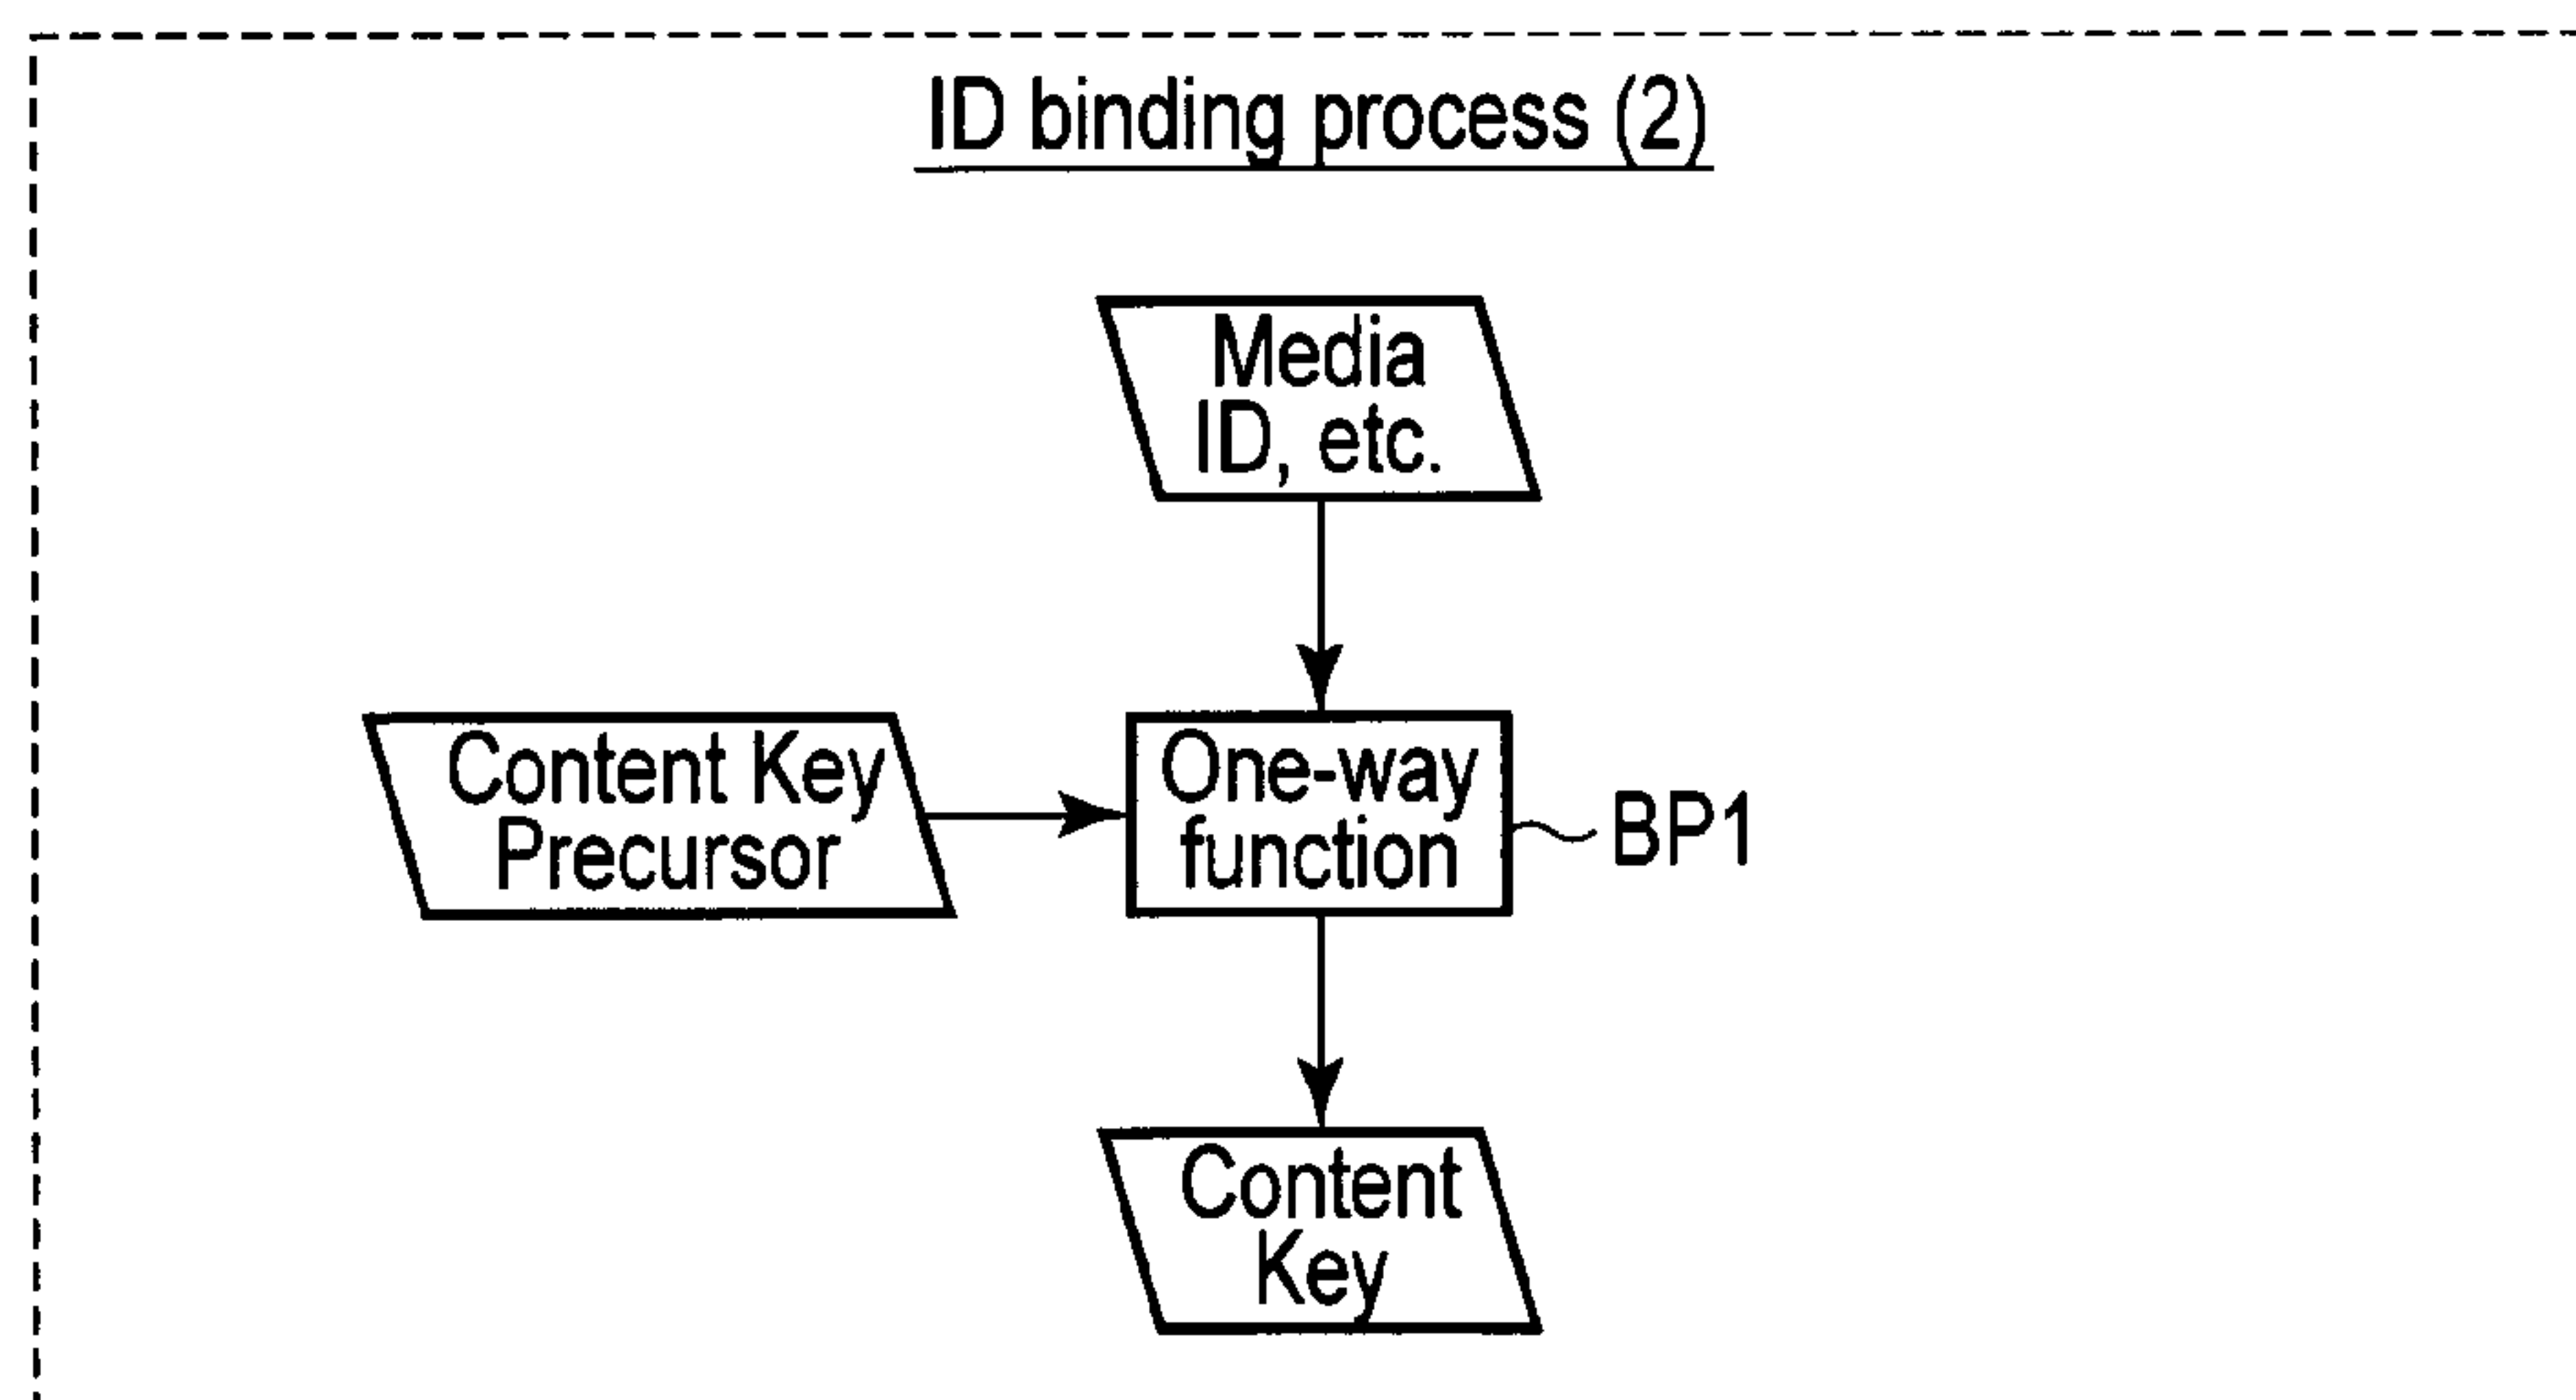 ID binding process (2)
Media
ID, etc.
Content Key
Precursor
One-way
function
BP1
Content
Key